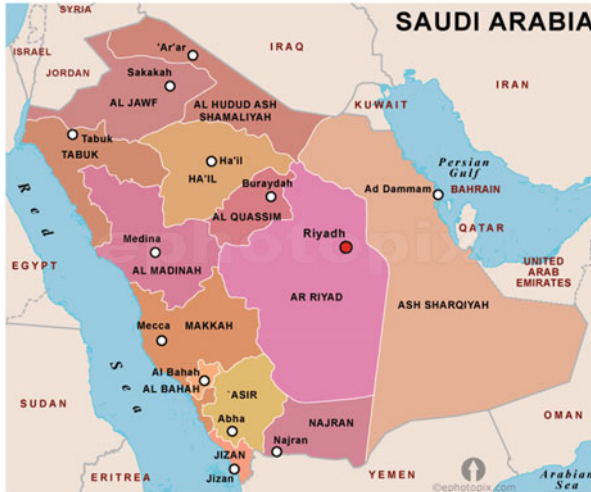 SAUDI ARABIA
SYRIA
ISRAEL
JORDAN
IRAQ
IRAN
KUWAIT
'Ar'ar
Sakakah
AL JAWF
AL HUDUD ASH
SHAMALIYAH
Tabuk
TABUK
Ha'il
HA'IL
Buraydah
AL QUASSIM
Persian
Gulf
Ad Dammam
BAHRAIN
QATAR
UNITED
ARAB
EMIRATES
Red
Sea
EGYPT
Medina
AL MADINAH
Riyadh
ephotopix
AR RIYAD
ASH SHARQIYAH
Mecca
MAKKAH
Al Bahah
AL BAHAH
`ASIR
Abha
SUDAN
NAJRAN
Najran
OMAN
JIZAN
Jizan
ERITREA
YEMEN
©ephotopix.com
Arabian
Sea